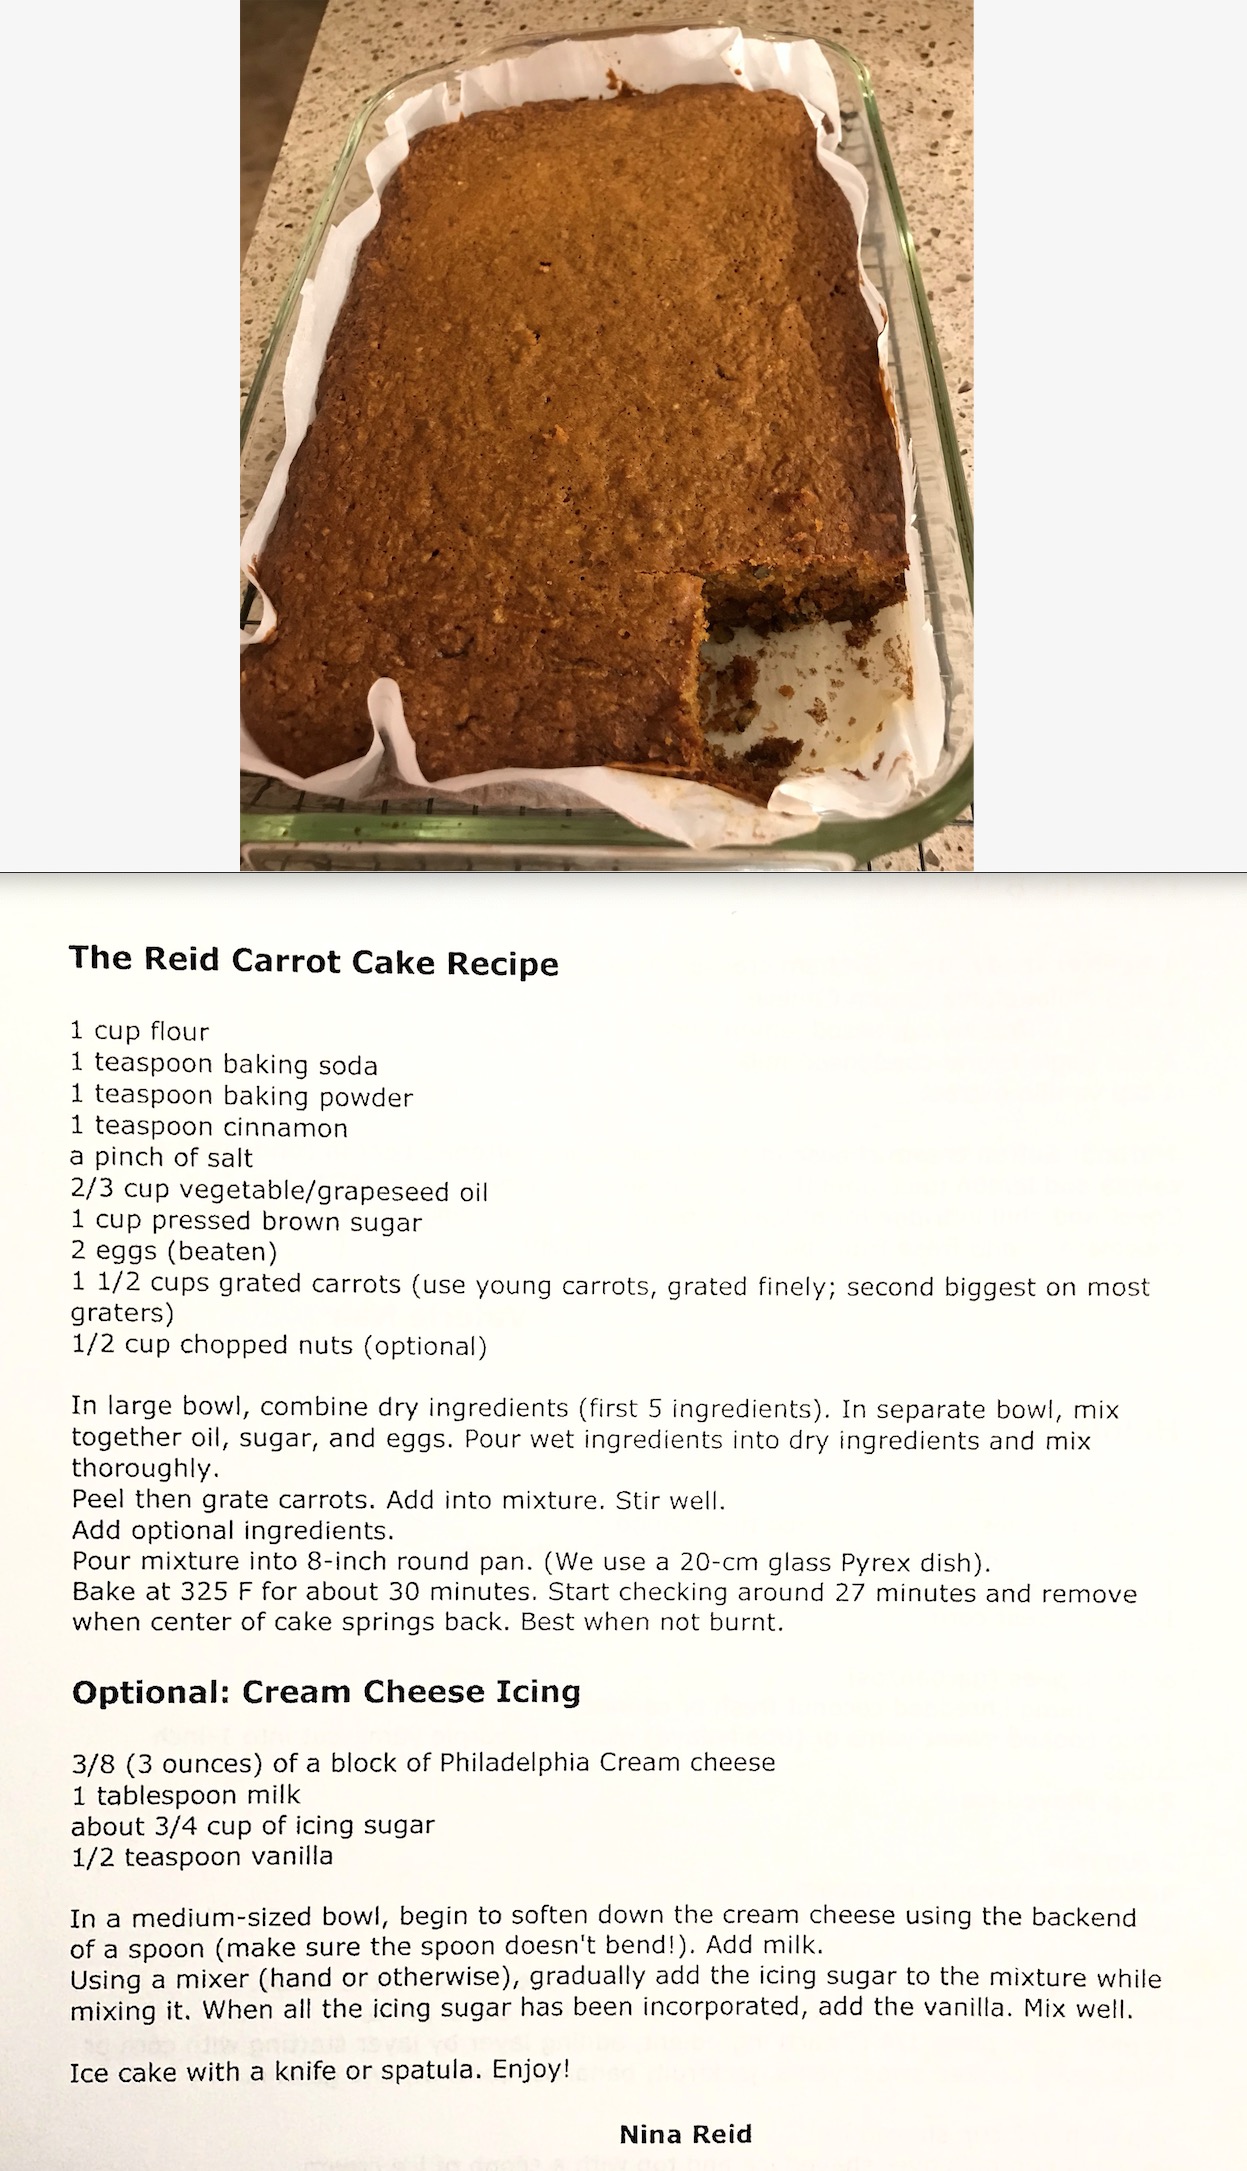 The Reid Carrot Cake Recipe
1 cup flour
1 teaspoon baking soda
1 teaspoon baking powder
1 teaspoon cinnamon
a pinch of salt
2/3 cup vegetable/grapeseed oil
1 cup pressed brown sugar
2 eggs (beaten)
1 1/2 cups grated carrots (use young carrots, grated finely; second biggest on most
graters)
1/2 cup chopped nuts (optional)
In large bowl, combine dry ingredients (first 5 ingredients). In separate bowl, mix
together oil, sugar, and eggs. Pour wet ingredients into dry ingredients and mix
thoroughly.
Peel then grate carrots. Add into mixture. Stir well.
Add optional ingredients.
Pour mixture into 8-inch round pan. (We use a 20-cm glass Pyrex dish).
Bake at 325 F for about 30 minutes. Start checking around 27 minutes and remove
when center of cake springs back. Best when not burnt.
Optional: Cream Cheese Icing
3/8 (3 ounces) of a block of Philadelphia Cream cheese
1 tablespoon milk
about 3/4 cup of icing sugar
1/2 teaspoon vanilla
In a medium-sized bowl, begin to soften down the cream cheese using the backend
of a spoon (make sure the spoon doesn't bend!). Add milk.
Using a mixer (hand or otherwise), gradually add the icing sugar to the mixture while
mixing it. When all the icing sugar has been incorporated, add the vanilla. Mix well.
Ice cake with a knife or spatula. Enjoy!
Nina Reid